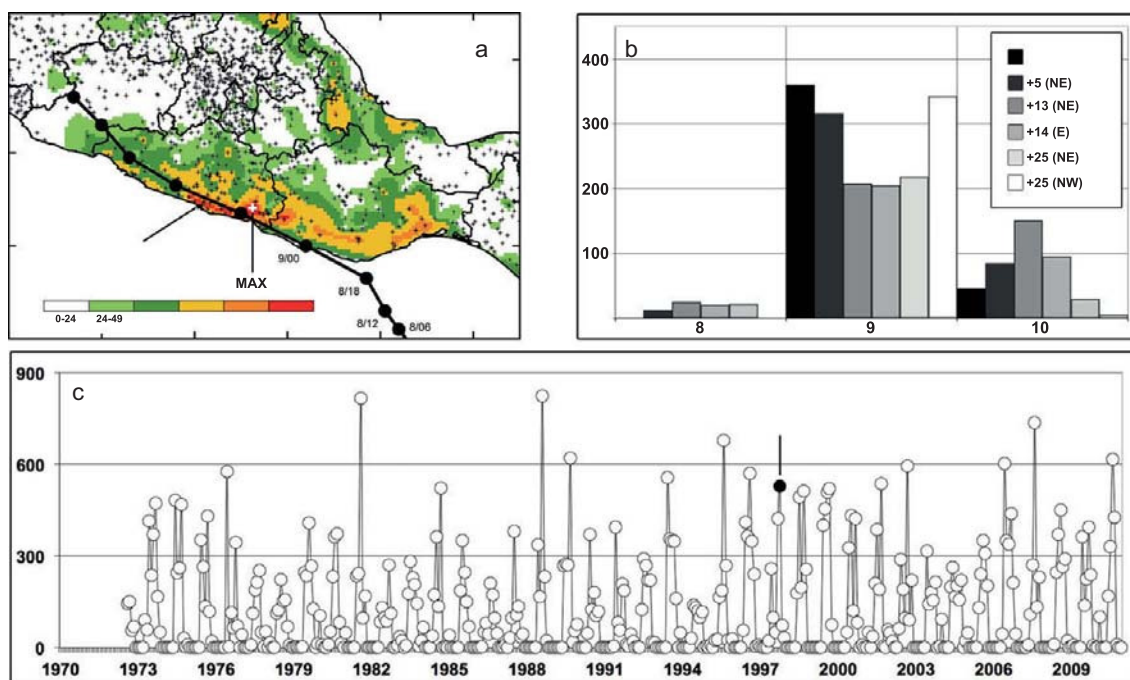 a
9/00
MAX
8/18
8/12
8/06
0-24 24-49
b
400
300
200
100
+5 (NE)
+13 (NE)
+14 (E)
+25 (NE)
+25 (NW)
8 9 10
c
900
600
300
0
1970 1973 1976 1979 1982 1985 1988 1991 1994 1997 2000 2003 2006 2009